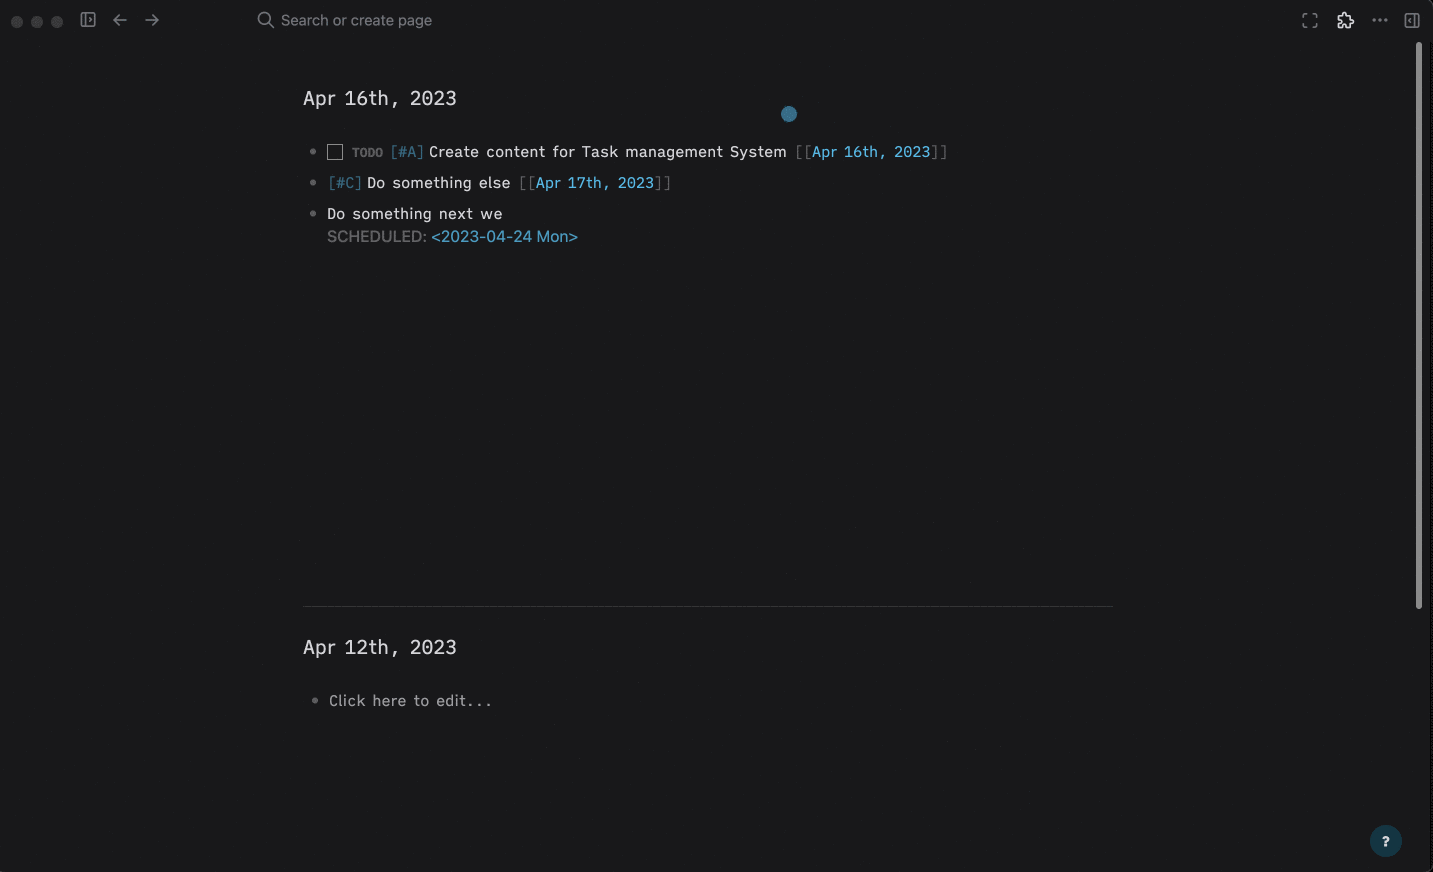 Search or create page
Apr 16th, 2023
TODO [#A] Create content for Task management System [[Apr 16th, 2023]]
[#C] Do something else [[Apr 17th, 2023]]
Do something next we
SCHEDULED: <2023-04-24 Mon>
Apr 12th, 2023
Click here to edit...
?